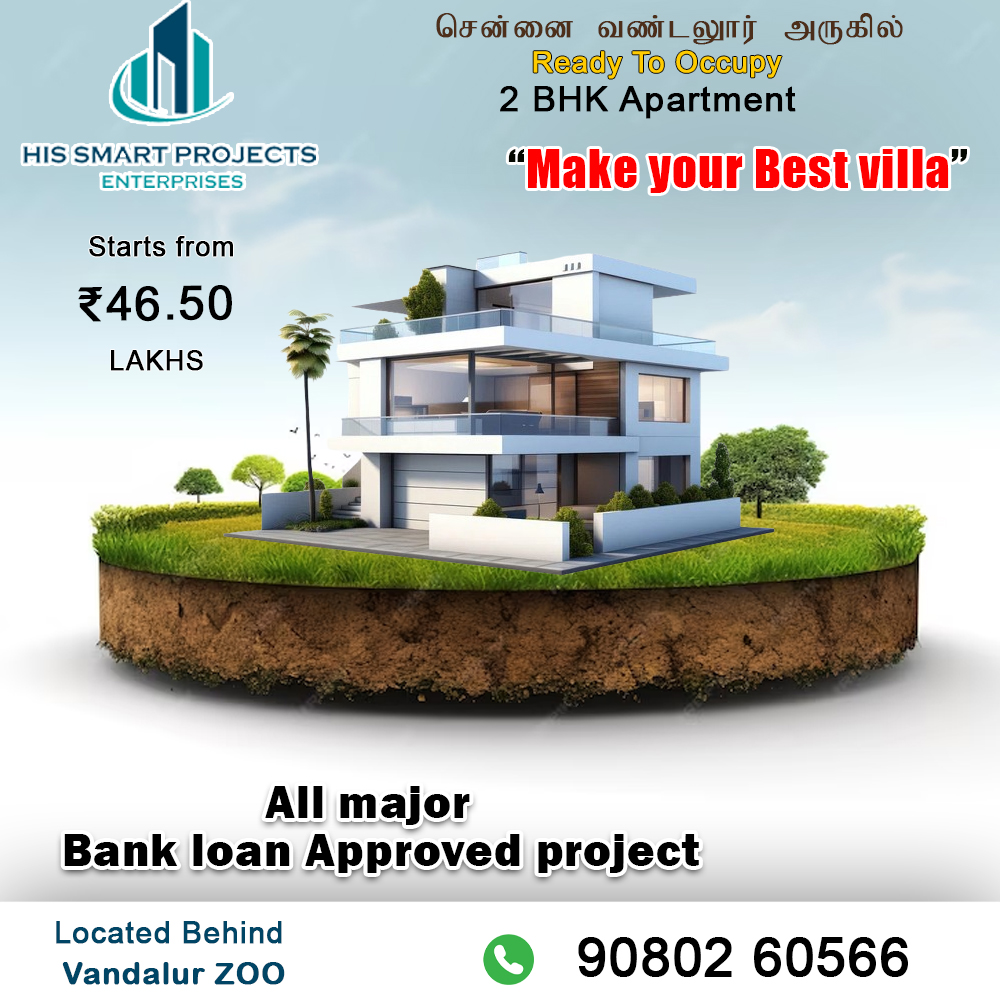 HIS SMART PROJECTS
ENTERPRISES
சென்னை வண்டலூர் அருகில்
Ready To Occupy
2 BHK Apartment
“Make your Best villa”
Starts from
₹46.50
LAKHS
All major
Bank loan Approved project
Located Behind
Vandalur ZOO
90802 60566